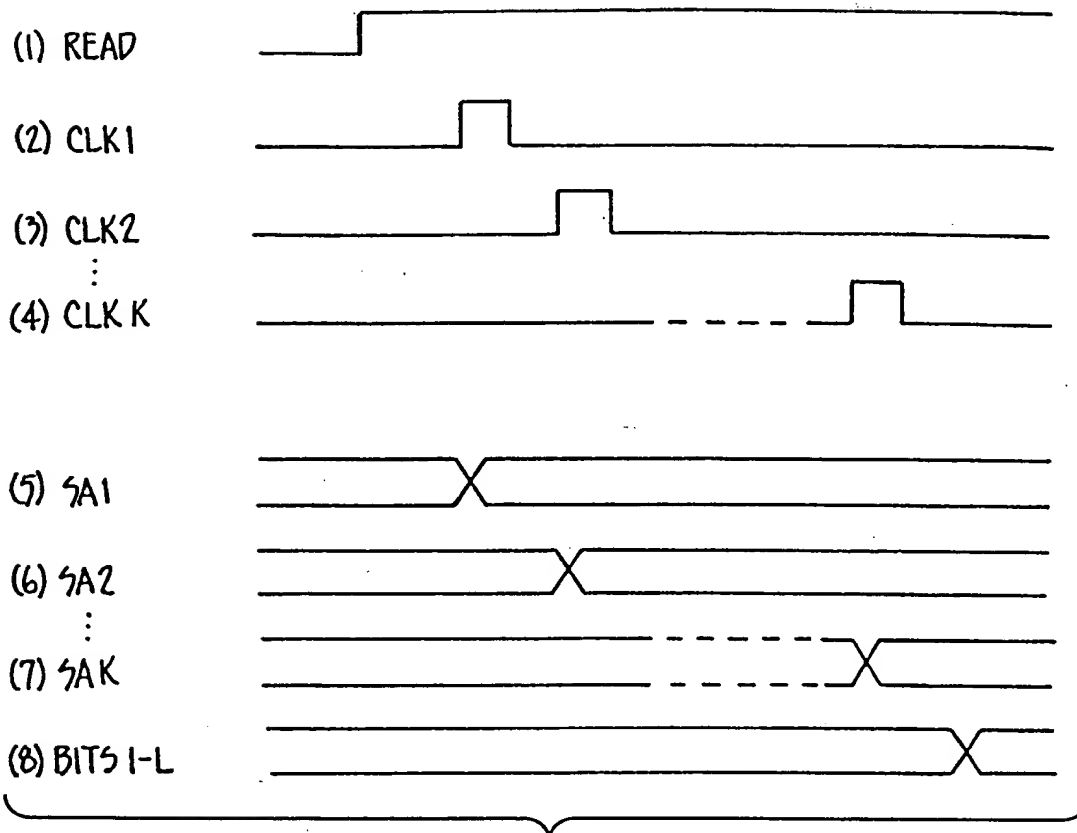 (1) READ
(2) CLK1
(3) CLK2
⋮
(4) CLK K
(5) SA1
(6) SA2
⋮
(7) SAK
(8) BITS 1-L